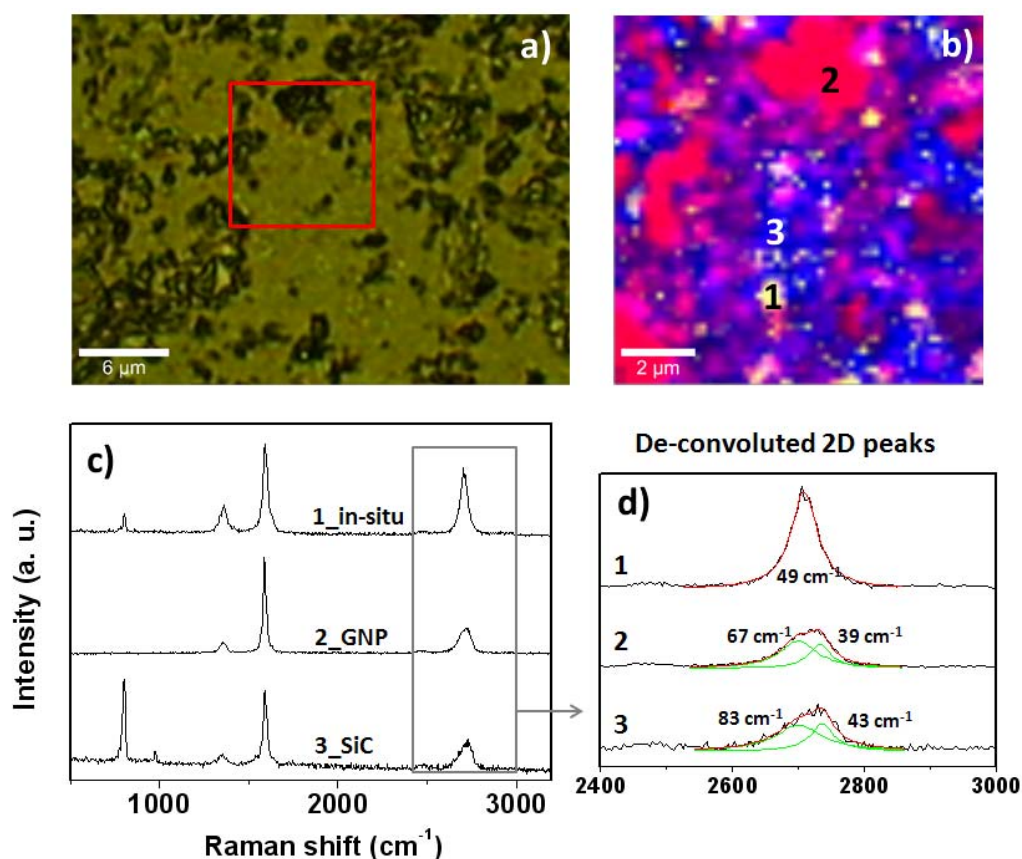 a)
6 µm
b)
2
3
1
2 µm
c)
1_in-situ
2_GNP
3_SiC
Intensity (a. u.)
1000
2000
3000
Raman shift (cm⁻¹)
De-convoluted 2D peaks
d)
1
49 cm⁻¹
2
67 cm⁻¹
39 cm⁻¹
3
83 cm⁻¹
43 cm⁻¹
2400
2600
2800
3000